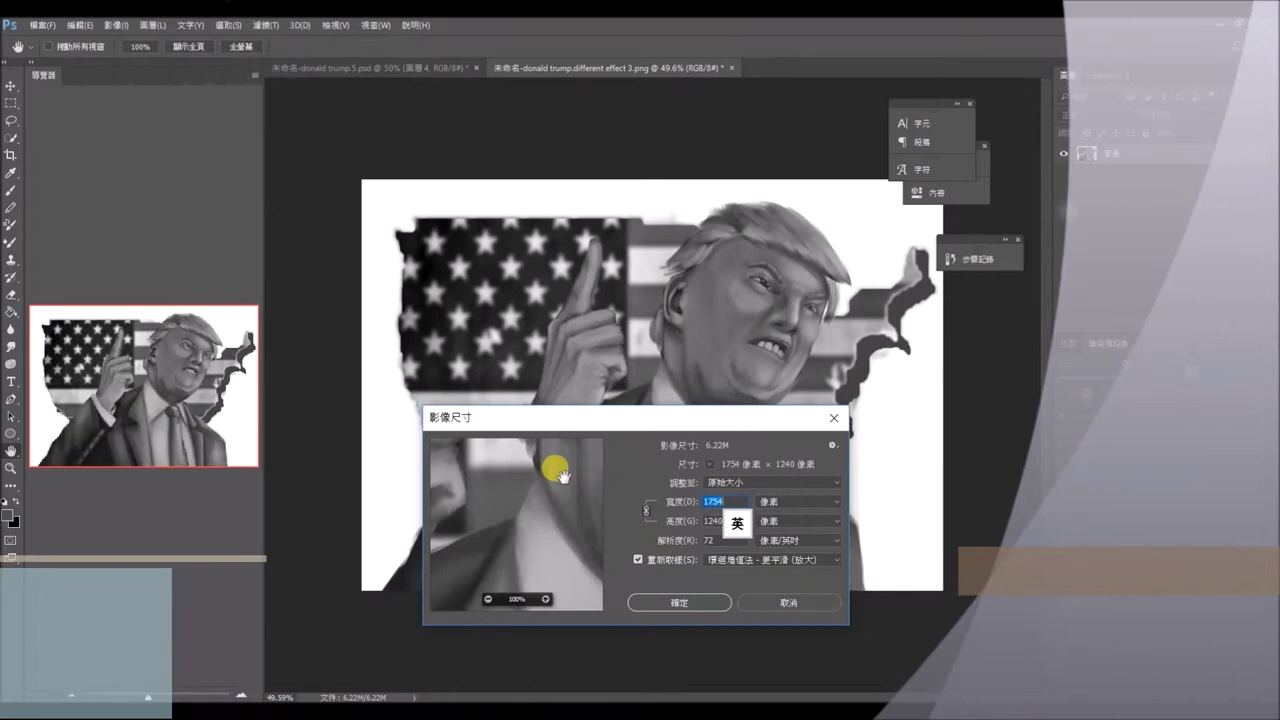 Ps 檔案(F) 編輯(E) 影像(I) 圖層(L) 文字(Y) 選取(S) 濾鏡(T) 3D(D) 檢視(V) 視窗(W) 說明(H)
捲動所有視窗 100% 顯示全頁 全螢幕
未命名-donald trump.5.psd @ 50% (圖層 4, RGB/8#) * ×
未命名-donald trump.different effect 3.png @ 49.6% (RGB/8#) * ×
導覽器
圖層
字元
段落
字符
內容
步驟記錄
背景
影像尺寸
影像尺寸: 6.22M
尺寸: 1754 像素 × 1240 像素
調整至: 原始大小
寬度(D): 1754 像素
高度(G): 1240 像素
英
解析度(R): 72 像素/英吋
重新取樣(S): 環迴增值法 - 更平滑 (放大)
100%
確定 取消
49.59% 文件: 6.22M/6.22M